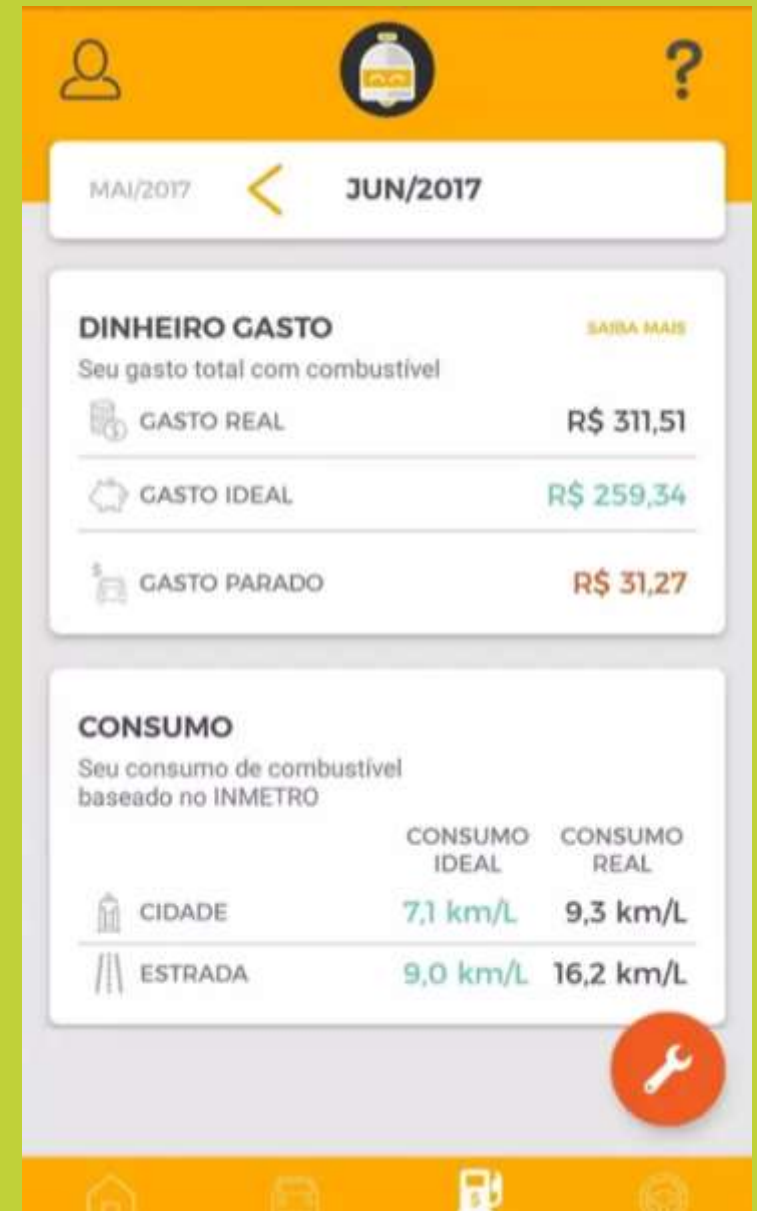 ?
MAI/2017 < JUN/2017
DINHEIRO GASTO SAIBA MAIS
Seu gasto total com combustível
GASTO REAL R$ 311,51
GASTO IDEAL R$ 259,34
GASTO PARADO R$ 31,27
CONSUMO
Seu consumo de combustível
baseado no INMETRO
CONSUMO CONSUMO
IDEAL REAL
CIDADE 7,1 km/L 9,3 km/L
ESTRADA 9,0 km/L 16,2 km/L